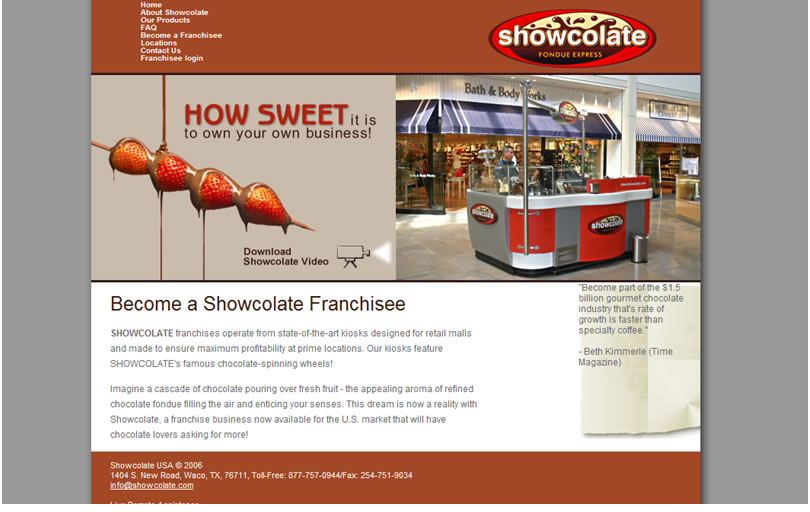 Home
About Showcolate
Our Products
FAQ
Become a Franchisee
Locations
Contact Us
Franchisee login
showcolate
FONDUE EXPRESS
HOW SWEET it is
to own your own business!
Download
Showcolate Video
Bath & Body Works
showcolate
showcolate
Become a Showcolate Franchisee
SHOWCOLATE franchises operate from state-of-the-art kiosks designed for retail malls
and made to ensure maximum profitability at prime locations. Our kiosks feature
SHOWCOLATE's famous chocolate-spinning wheels!
Imagine a cascade of chocolate pouring over fresh fruit - the appealing aroma of refined
chocolate fondue filling the air and enticing your senses. This dream is now a reality with
Showcolate, a franchise business now available for the U.S. market that will have
chocolate lovers asking for more!
"Become part of the $1.5
billion gourmet chocolate
industry that's rate of
growth is faster than
specialty coffee."
- Beth Kimmerle (Time
Magazine)
Showcolate USA © 2006
1404 S. New Road, Waco, TX, 76711, Toll-Free: 877-757-0944/Fax: 254-751-9034
info@showcolate.com
Live Remote Assistance